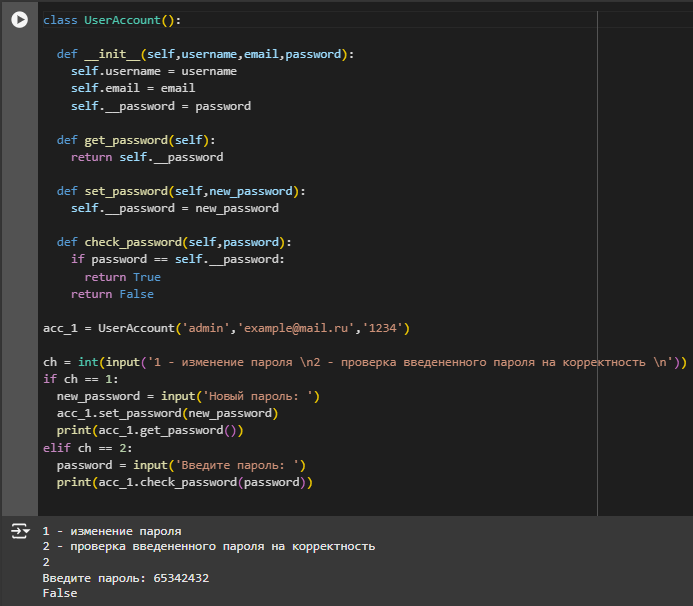 class UserAccount():
  def __init__(self,username,email,password):
    self.username = username
    self.email = email
    self.__password = password
  def get_password(self):
    return self.__password
  def set_password(self,new_password):
    self.__password = new_password
  def check_password(self,password):
    if password == self.__password:
      return True
    return False
acc_1 = UserAccount('admin','example@mail.ru','1234')
ch = int(input('1 - изменение пароля \n2 - проверка введененного пароля на корректность \n'))
if ch == 1:
  new_password = input('Новый пароль: ')
  acc_1.set_password(new_password)
  print(acc_1.get_password())
elif ch == 2:
  password = input('Введите пароль: ')
  print(acc_1.check_password(password))
1 - изменение пароля
2 - проверка введененного пароля на корректность
2
Введите пароль: 65342432
False